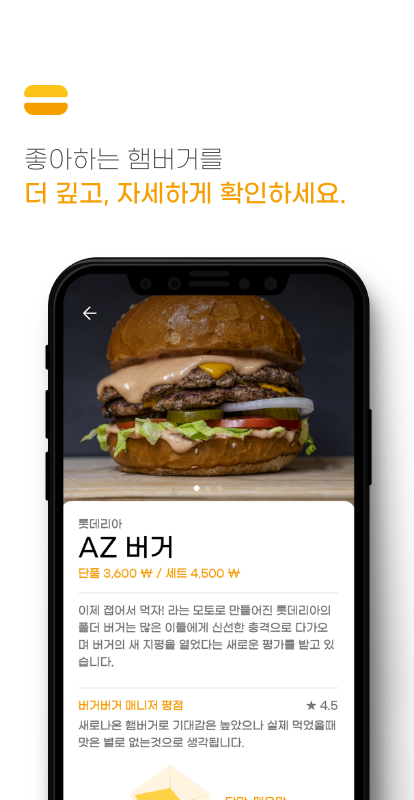 좋아하는 햄버거를
더 깊고, 자세하게 확인하세요.
롯데리아
AZ 버거
단품 3,600 ₩ / 세트 4,500 ₩
이제 접어서 먹자! 라는 모토로 만들어진 롯데리아의
폴더 버거는 많은 이들에게 신선한 충격으로 다가오
며 버거의 새 지평을 열었다는 새로운 평가를 받고 있
습니다.
버거버거 매니저 평점 ★ 4.5
새로나온 햄버거로 기대감은 높았으나 실제 먹었을때
맛은 별로 없는것으로 생각됩니다.